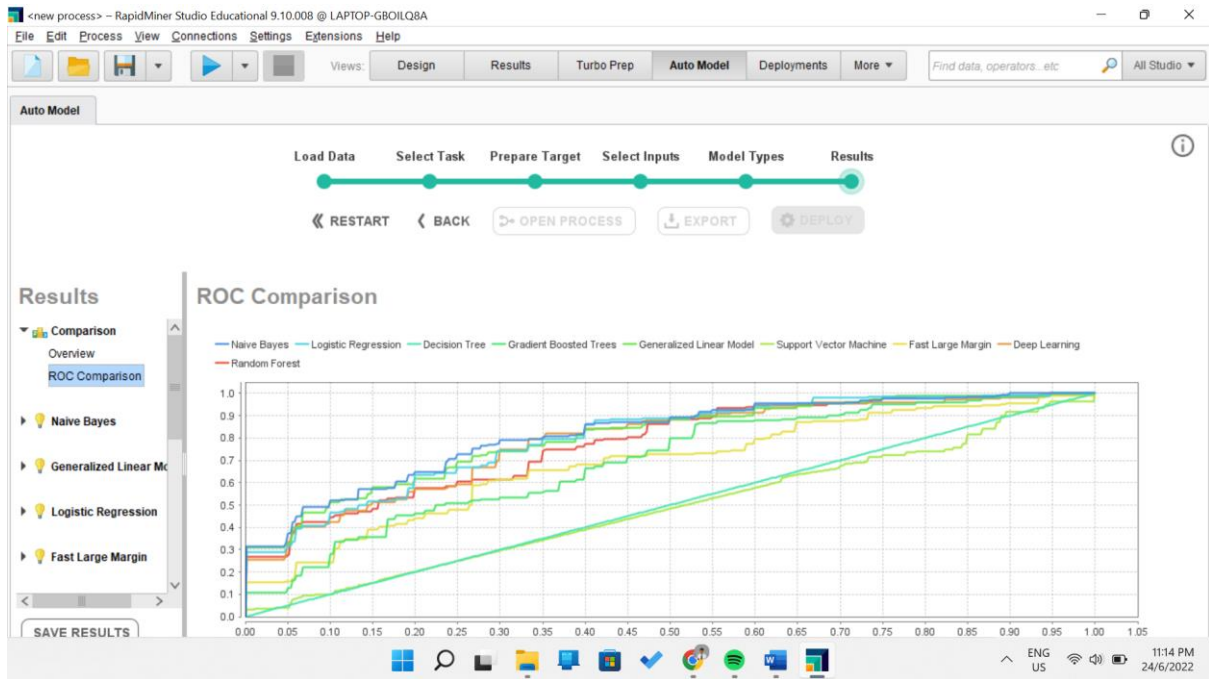 <new process> – RapidMiner Studio Educational 9.10.008 @ LAPTOP-GBOILQ8A
File Edit Process View Connections Settings Extensions Help
Views: Design Results Turbo Prep Auto Model Deployments More Find data, operators...etc All Studio
Auto Model
Load Data Select Task Prepare Target Select Inputs Model Types Results
RESTART BACK OPEN PROCESS EXPORT DEPLOY
Results
Comparison
Overview
ROC Comparison
Naive Bayes
Generalized Linear Mo
Logistic Regression
Fast Large Margin
SAVE RESULTS
ROC Comparison
Naive Bayes Logistic Regression Decision Tree Gradient Boosted Trees Generalized Linear Model Support Vector Machine Fast Large Margin Deep Learning
Random Forest
1.0
0.9
0.8
0.7
0.6
0.5
0.4
0.3
0.2
0.1
0.0
0.00 0.05 0.10 0.15 0.20 0.25 0.30 0.35 0.40 0.45 0.50 0.55 0.60 0.65 0.70 0.75 0.80 0.85 0.90 0.95 1.00 1.05
ENG
US
11:14 PM
24/6/2022